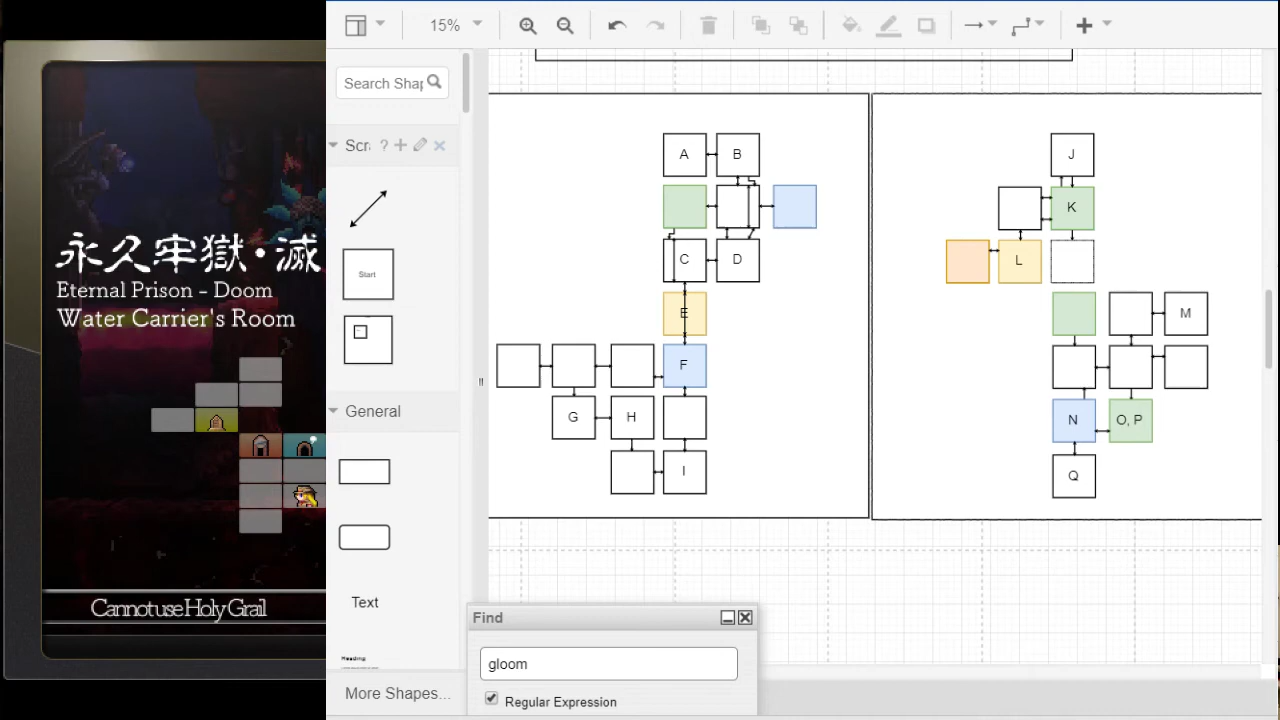 永久牢獄・滅
Eternal Prison - Doom
Water Carrier's Room
Cannot use Holy Grail
15%
Search Shap
Scr
?
Start
General
Text
Heading
More Shapes...
A
B
C
D
E
F
G
H
I
J
K
L
M
N
O, P
Q
Find
gloom
Regular Expression